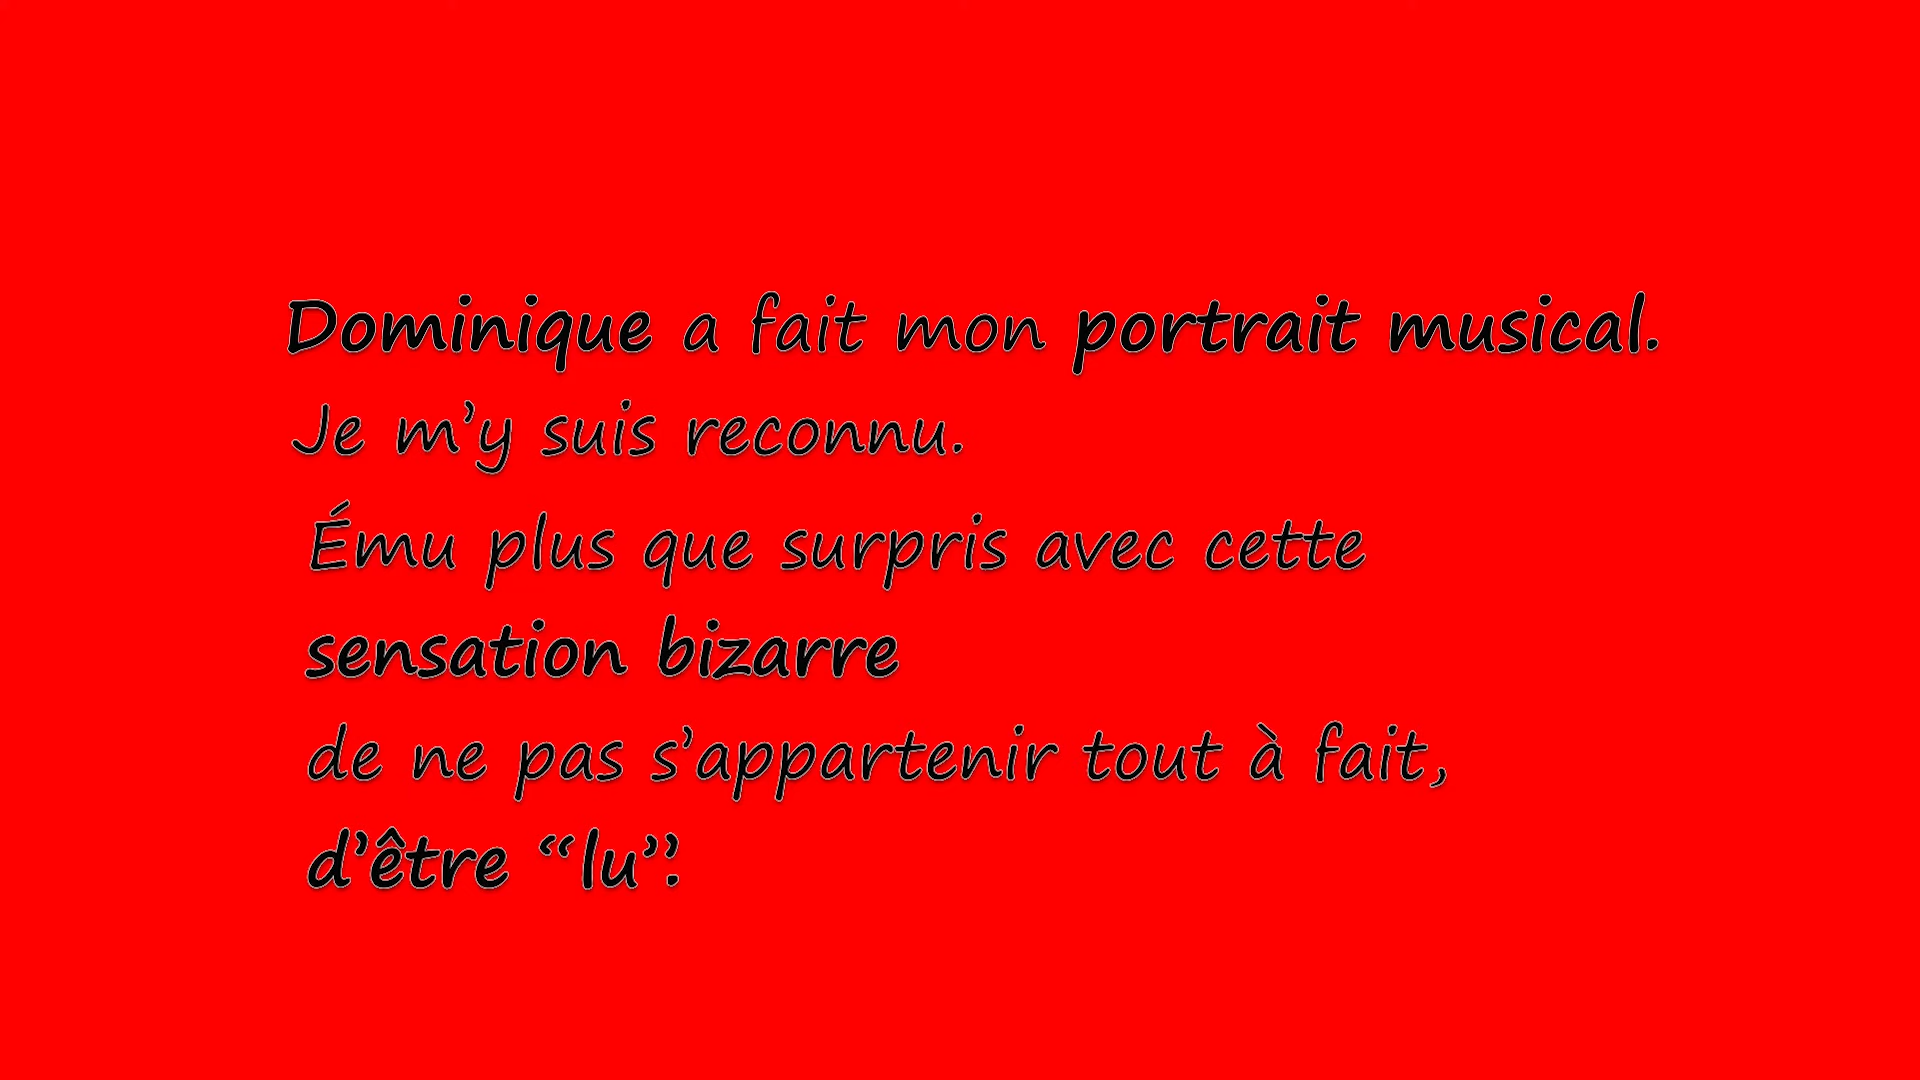 Dominique a fait mon portrait musical.
Je m’y suis reconnu.
Ému plus que surpris avec cette
sensation bizarre
de ne pas s’appartenir tout à fait,
d’être “lu”.